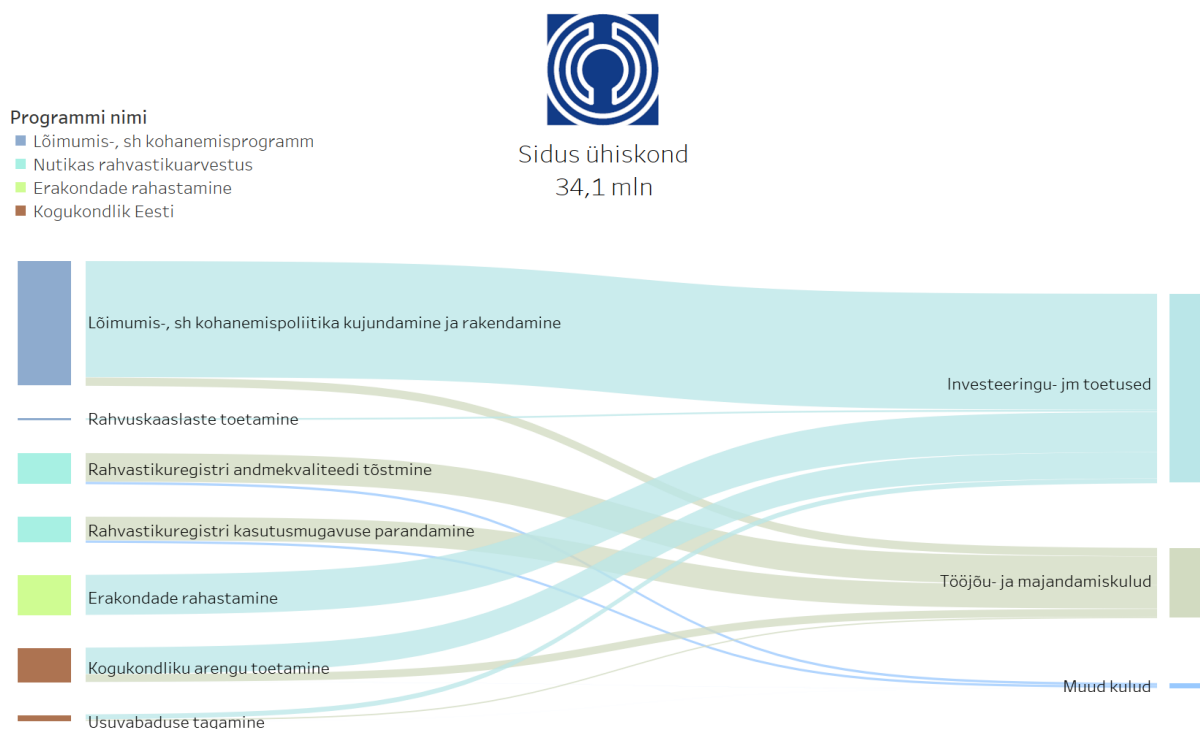 Sidus ühiskond
34,1 mln
Programmi nimi
Lõimumis-, sh kohanemisprogramm
Nutikas rahvastikuarvestus
Erakondade rahastamine
Kogukondlik Eesti
Lõimumis-, sh kohanemispoliitika kujundamine ja rakendamine
Investeeringu- jm toetused
Rahvuskaaslaste toetamine
Rahvastikuregistri andmekvaliteedi tõstmine
Rahvastikuregistri kasutusmugavuse parandamine
Tööjõu- ja majandamiskulud
Erakondade rahastamine
Kogukondliku arengu toetamine
Muud kulud
Usuvabaduse tagamine